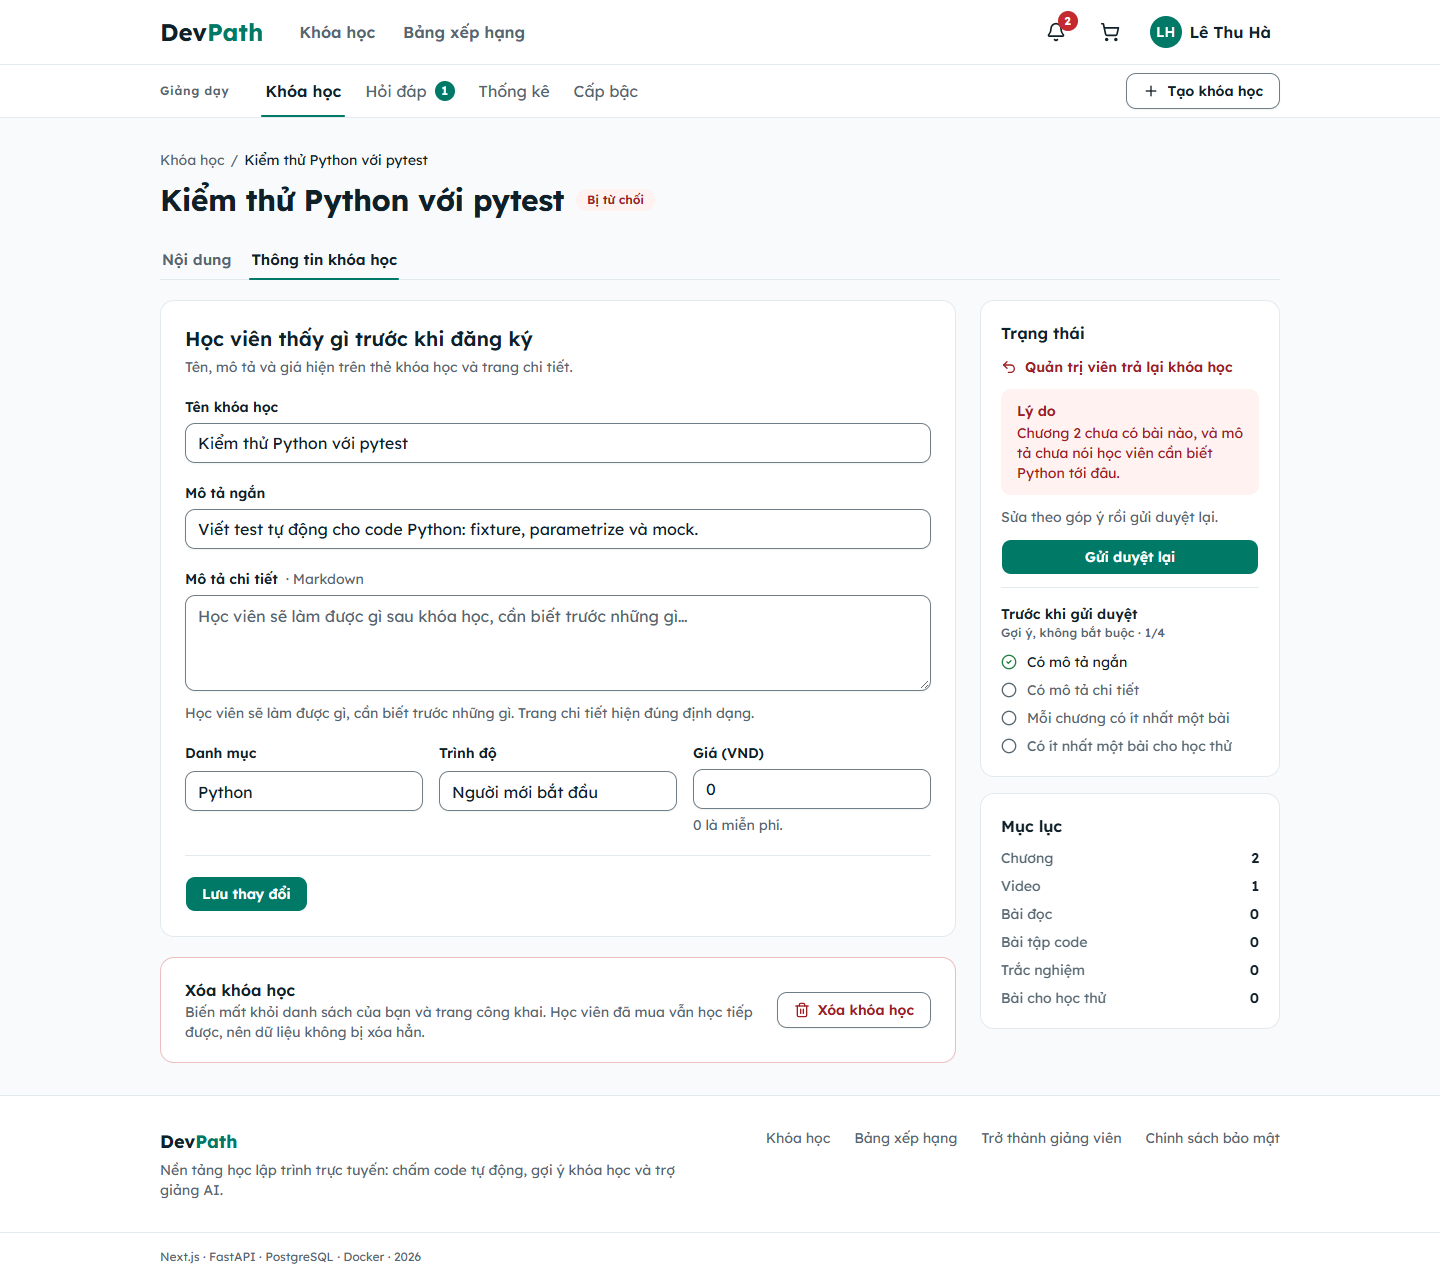 DevPath
Khóa học
Bảng xếp hạng
2
LH
Lê Thu Hà
Giảng dạy
Khóa học
Hỏi đáp
1
Thống kê
Cấp bậc
Tạo khóa học
Khóa học / Kiểm thử Python với pytest
Kiểm thử Python với pytest
Bị từ chối
Nội dung
Thông tin khóa học
Học viên thấy gì trước khi đăng ký
Tên, mô tả và giá hiện trên thẻ khóa học và trang chi tiết.
Tên khóa học
Kiểm thử Python với pytest
Mô tả ngắn
Viết test tự động cho code Python: fixture, parametrize và mock.
Mô tả chi tiết · Markdown
Học viên sẽ làm được gì sau khóa học, cần biết trước những gì...
Học viên sẽ làm được gì, cần biết trước những gì. Trang chi tiết hiện đúng định dạng.
Danh mục
Python
Trình độ
Người mới bắt đầu
Giá (VND)
0
0 là miễn phí.
Lưu thay đổi
Xóa khóa học
Biến mất khỏi danh sách của bạn và trang công khai. Học viên đã mua vẫn học tiếp
được, nên dữ liệu không bị xóa hẳn.
Xóa khóa học
Trạng thái
Quản trị viên trả lại khóa học
Lý do
Chương 2 chưa có bài nào, và mô
tả chưa nói học viên cần biết
Python tới đâu.
Sửa theo góp ý rồi gửi duyệt lại.
Gửi duyệt lại
Trước khi gửi duyệt
Gợi ý, không bắt buộc · 1/4
Có mô tả ngắn
Có mô tả chi tiết
Mỗi chương có ít nhất một bài
Có ít nhất một bài cho học thử
Mục lục
Chương 2
Video 1
Bài đọc 0
Bài tập code 0
Trắc nghiệm 0
Bài cho học thử 0
DevPath
Nền tảng học lập trình trực tuyến: chấm code tự động, gợi ý khóa học và trợ
giảng AI.
Khóa học
Bảng xếp hạng
Trở thành giảng viên
Chính sách bảo mật
Next.js · FastAPI · PostgreSQL · Docker · 2026